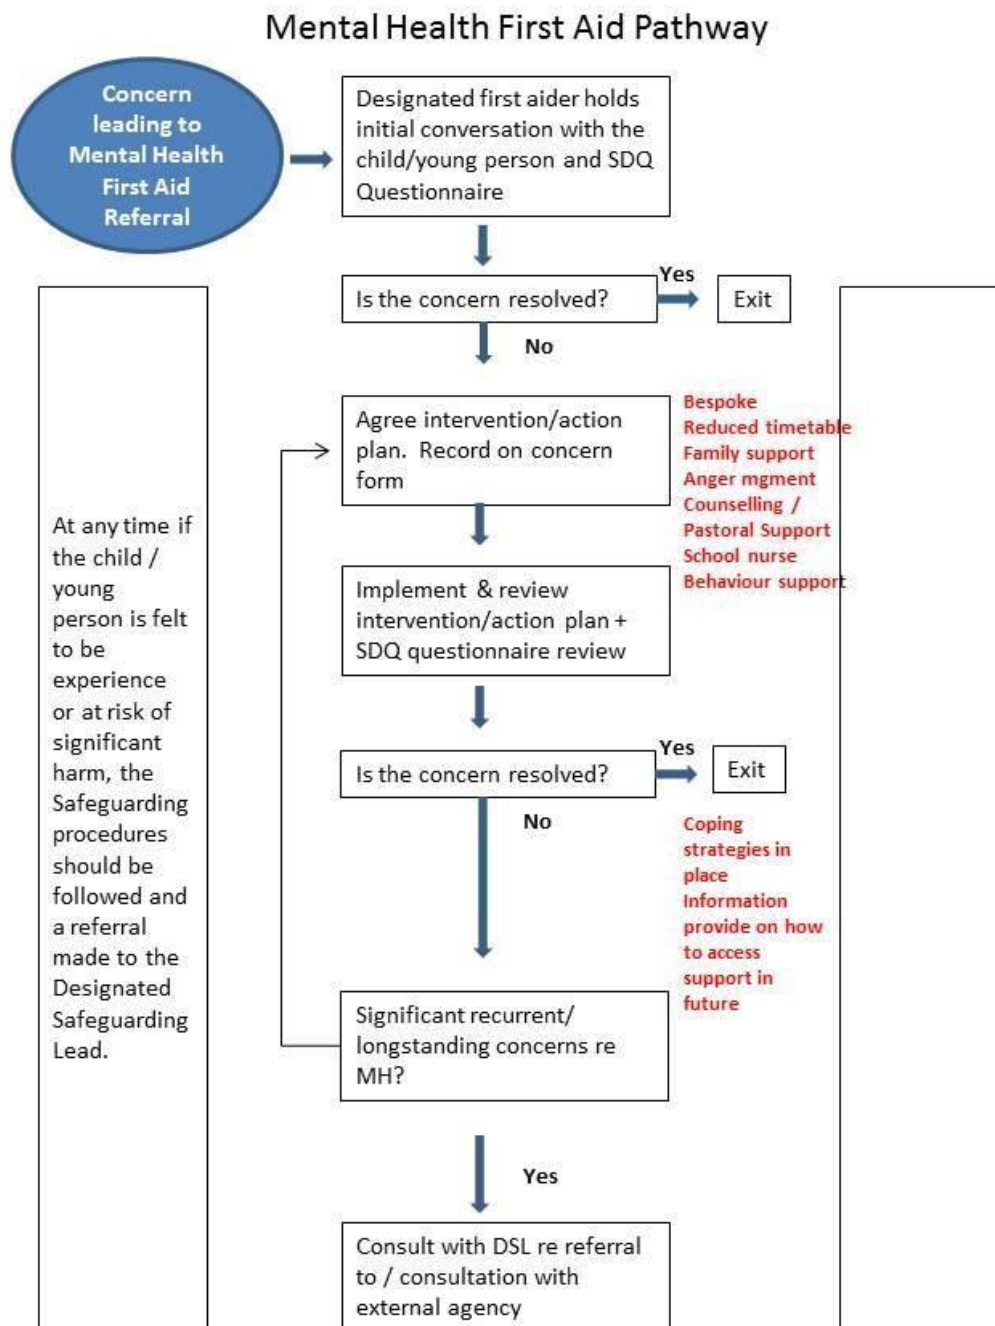 Mental Health First Aid Pathway
Concern
leading to
Mental Health
First Aid
Referral
Designated first aider holds
initial conversation with the
child/young person and SDQ
Questionnaire
Is the concern resolved?
Yes
Exit
No
Agree intervention/action
plan. Record on concern
form
Bespoke
Reduced timetable
Family support
Anger mgment
Counselling /
Pastoral Support
School nurse
Behaviour support
Implement & review
intervention/action plan +
SDQ questionnaire review
Is the concern resolved?
Yes
Exit
No
Coping
strategies in
place
Information
provide on how
to access
support in
future
Significant recurrent/
longstanding concerns re
MH?
Yes
Consult with DSL re referral
to / consultation with
external agency
At any time if
the child /
young
person is felt
to be
experience
or at risk of
significant
harm, the
Safeguarding
procedures
should be
followed and
a referral
made to the
Designated
Safeguarding
Lead.